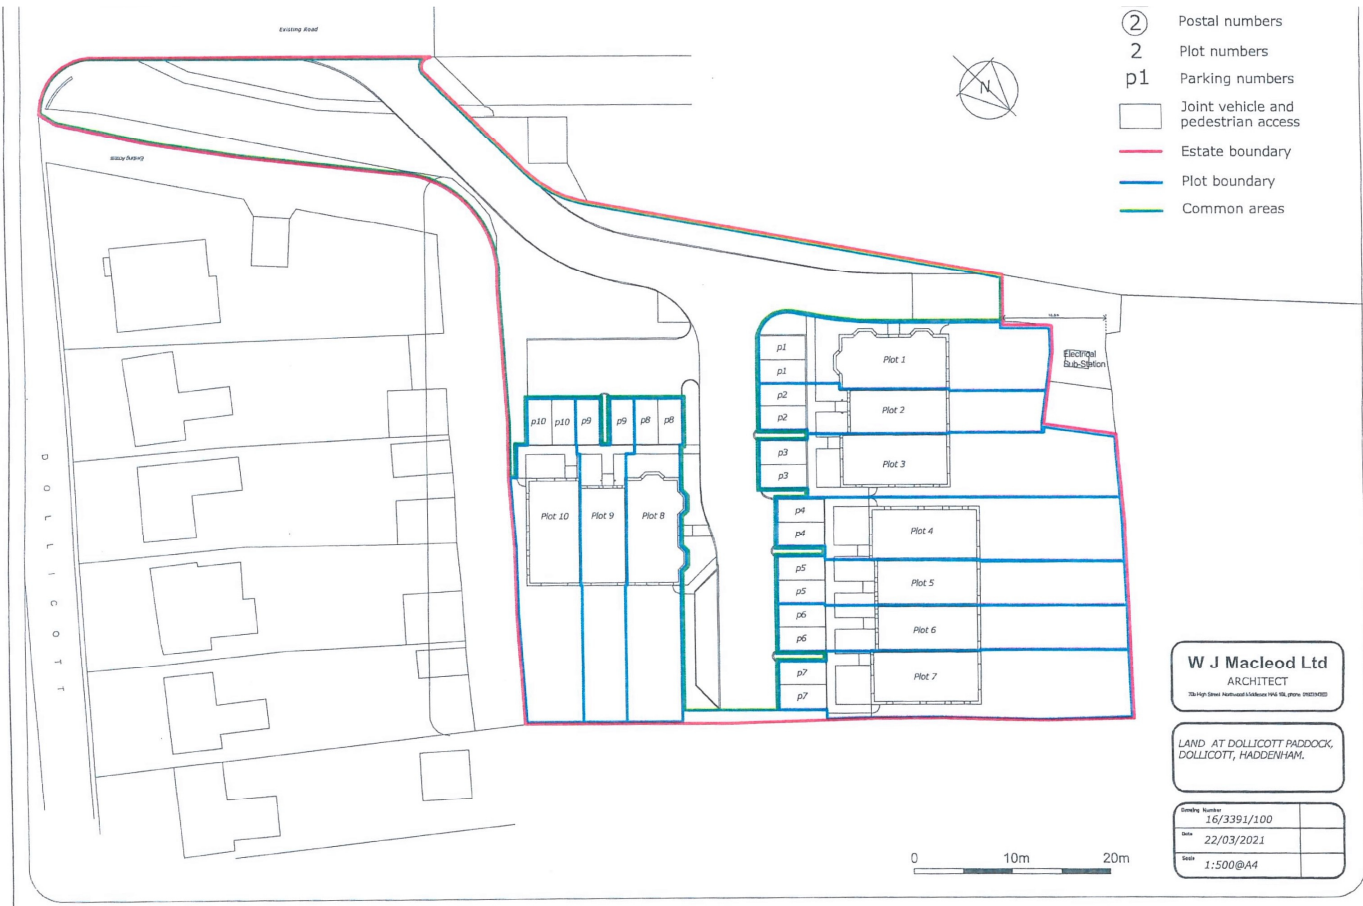 Existing Road
2 Postal numbers
2 Plot numbers
p1 Parking numbers
Joint vehicle and
pedestrian access
Estate boundary
Plot boundary
Common areas
N
Existing Access
Electrical
Sub-Station
p1
p1
p2
p2
p3
p3
p4
p4
p5
p5
p6
p6
p7
p7
Plot 1
Plot 2
Plot 3
Plot 4
Plot 5
Plot 6
Plot 7
p10 p10 p9 p9 p8 p8
Plot 10 Plot 9 Plot 8
DOLLICOTT
W J Macleod Ltd
ARCHITECT
LAND AT DOLLICOTT PADDOCK,
DOLLICOTT, HADDENHAM.
Drawing Number
16/3391/100
Date
22/03/2021
Scale
1:500@A4
0 10m 20m